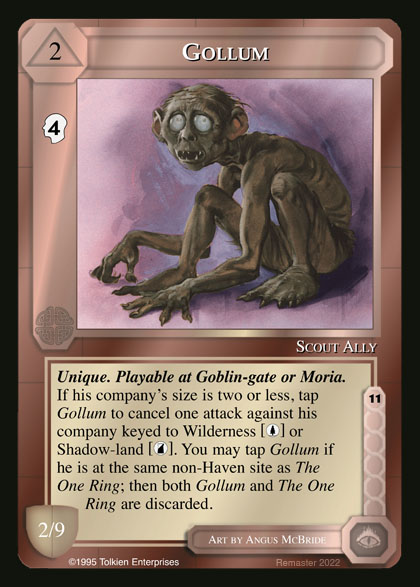 2
GOLLUM
4
SCOUT ALLY
Unique. Playable at Goblin-gate or Moria.
If his company's size is two or less, tap
Gollum to cancel one attack against his
company keyed to Wilderness [] or
Shadow-land []. You may tap Gollum if
he is at the same non-Haven site as The
One Ring; then both Gollum and The One
Ring are discarded.
11
2/9
ART BY ANGUS MCBRIDE
©1995 Tolkien Enterprises
Remaster 2022